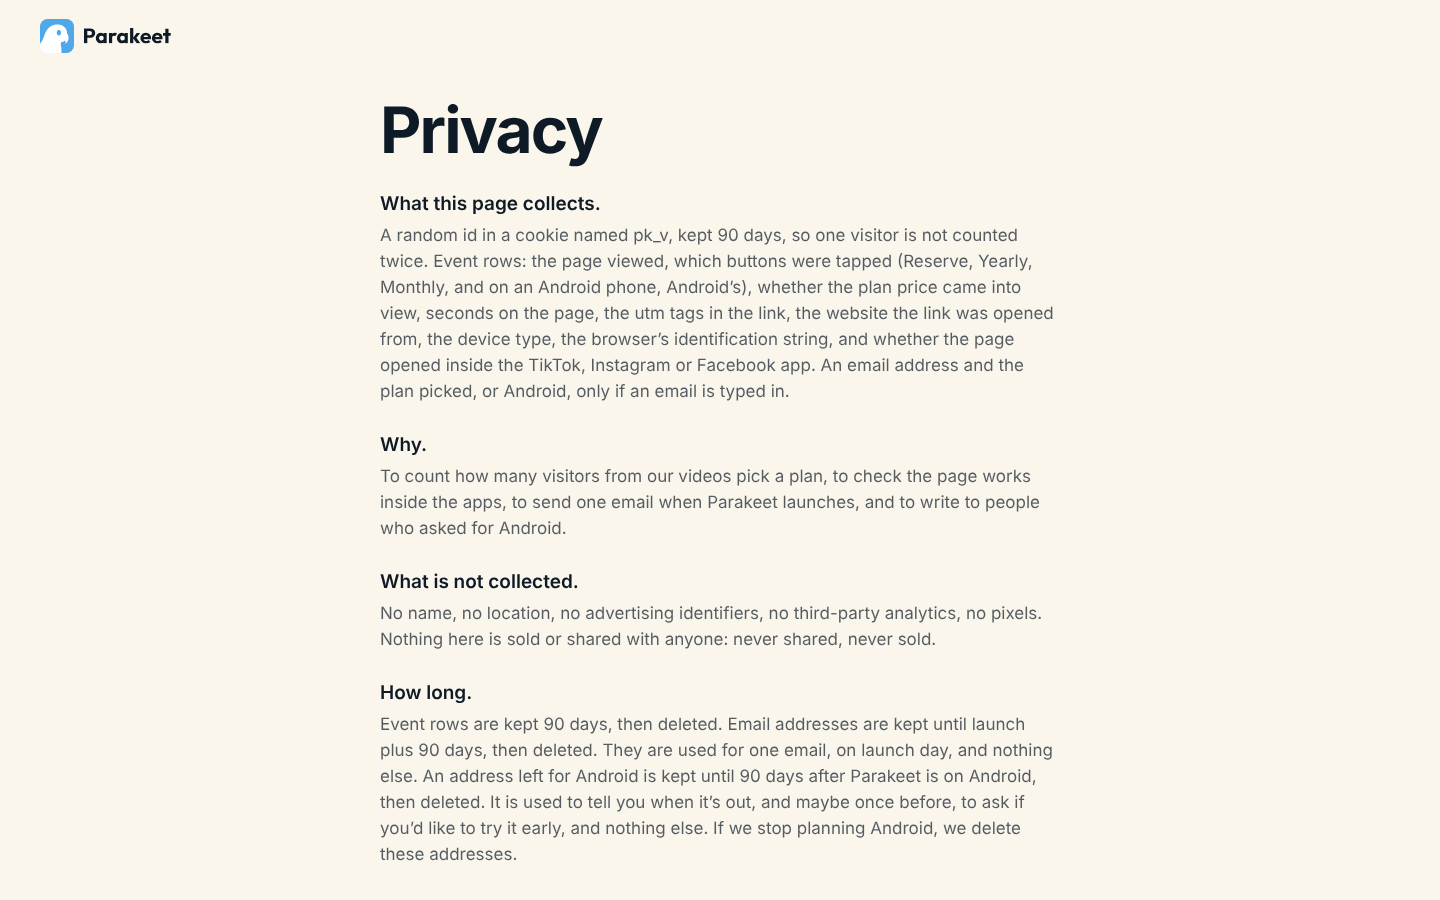 Parakeet
Privacy
What this page collects.
A random id in a cookie named pk_v, kept 90 days, so one visitor is not counted
twice. Event rows: the page viewed, which buttons were tapped (Reserve, Yearly,
Monthly, and on an Android phone, Android’s), whether the plan price came into
view, seconds on the page, the utm tags in the link, the website the link was opened
from, the device type, the browser’s identification string, and whether the page
opened inside the TikTok, Instagram or Facebook app. An email address and the
plan picked, or Android, only if an email is typed in.
Why.
To count how many visitors from our videos pick a plan, to check the page works
inside the apps, to send one email when Parakeet launches, and to write to people
who asked for Android.
What is not collected.
No name, no location, no advertising identifiers, no third-party analytics, no pixels.
Nothing here is sold or shared with anyone: never shared, never sold.
How long.
Event rows are kept 90 days, then deleted. Email addresses are kept until launch
plus 90 days, then deleted. They are used for one email, on launch day, and nothing
else. An address left for Android is kept until 90 days after Parakeet is on Android,
then deleted. It is used to tell you when it’s out, and maybe once before, to ask if
you’d like to try it early, and nothing else. If we stop planning Android, we delete
these addresses.